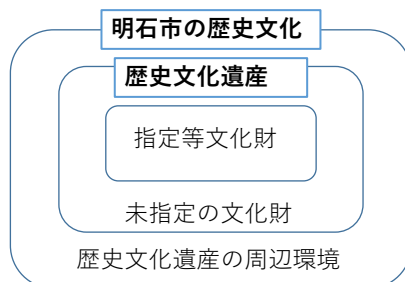 明石市の歴史文化
歴史文化遺産
指定等文化財
未指定の文化財
歴史文化遺産の周辺環境